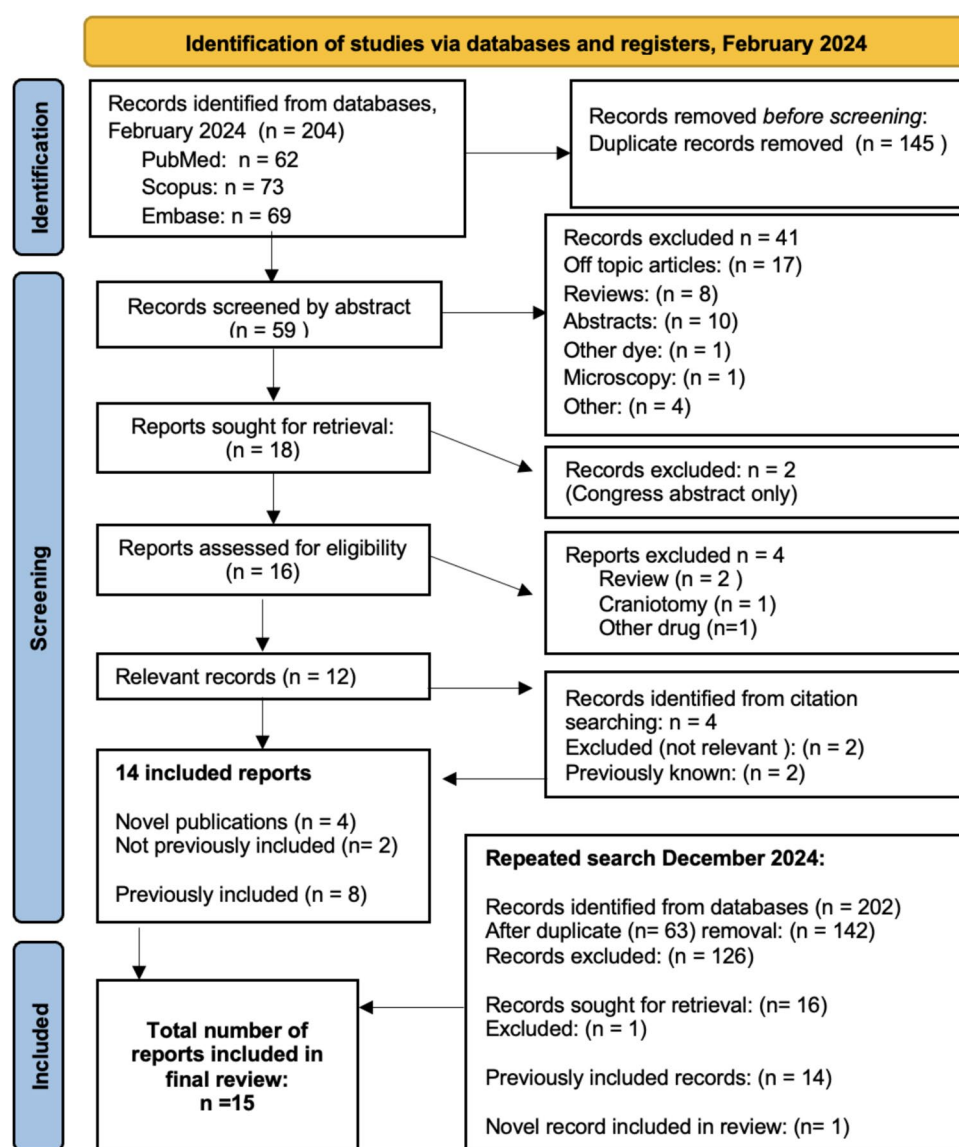 Identification of studies via databases and registers, February 2024
Identification
Records identified from databases,
February 2024 (n = 204)
PubMed: n = 62
Scopus: n = 73
Embase: n = 69
Records removed before screening:
Duplicate records removed (n = 145 )
Screening
Records screened by abstract
(n = 59 )
Records excluded n = 41
Off topic articles: (n = 17)
Reviews: (n = 8)
Abstracts: (n = 10)
Other dye: (n = 1)
Microscopy: (n = 1)
Other: (n = 4)
Reports sought for retrieval:
(n = 18)
Records excluded: n = 2
(Congress abstract only)
Reports assessed for eligibility
(n = 16)
Reports excluded n = 4
Review (n = 2 )
Craniotomy (n = 1)
Other drug (n=1)
Relevant records (n = 12)
Records identified from citation
searching: n = 4
Excluded (not relevant ): (n = 2)
Previously known: (n = 2)
14 included reports
Novel publications (n = 4)
Not previously included (n= 2)
Previously included (n = 8)
Repeated search December 2024:
Records identified from databases (n = 202)
After duplicate (n= 63) removal: (n = 142)
Records excluded: (n = 126)
Records sought for retrieval: (n= 16)
Excluded: (n = 1)
Previously included records: (n = 14)
Novel record included in review: (n= 1)
Included
Total number of
reports included in
final review:
n =15